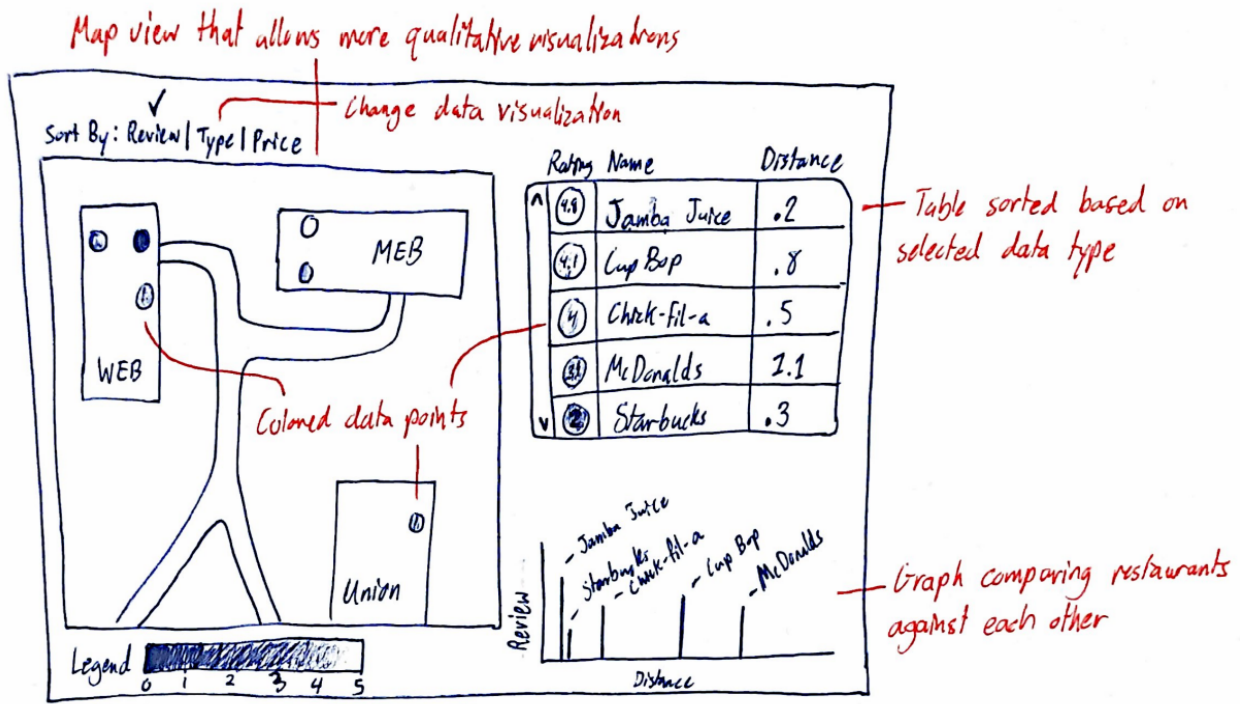 Map view that allows more qualitative visualizations
Change data visualization
✓
Sort By: Review | Type | Price
MEB
WEB
Colored data points
Union
Legend
0 1 2 3 4 5
Rating Name Distance
4.8 Jamba Juice .2
4.1 Cup Bop .8
4 Chick-fil-a .5
McDonalds 1.1
2 Starbucks .3
Table sorted based on
selected data type
Jamba Juice
Starbucks
Chick-fil-a
Cup Bop
McDonalds
Review
Distance
Graph comparing restaurants
against each other